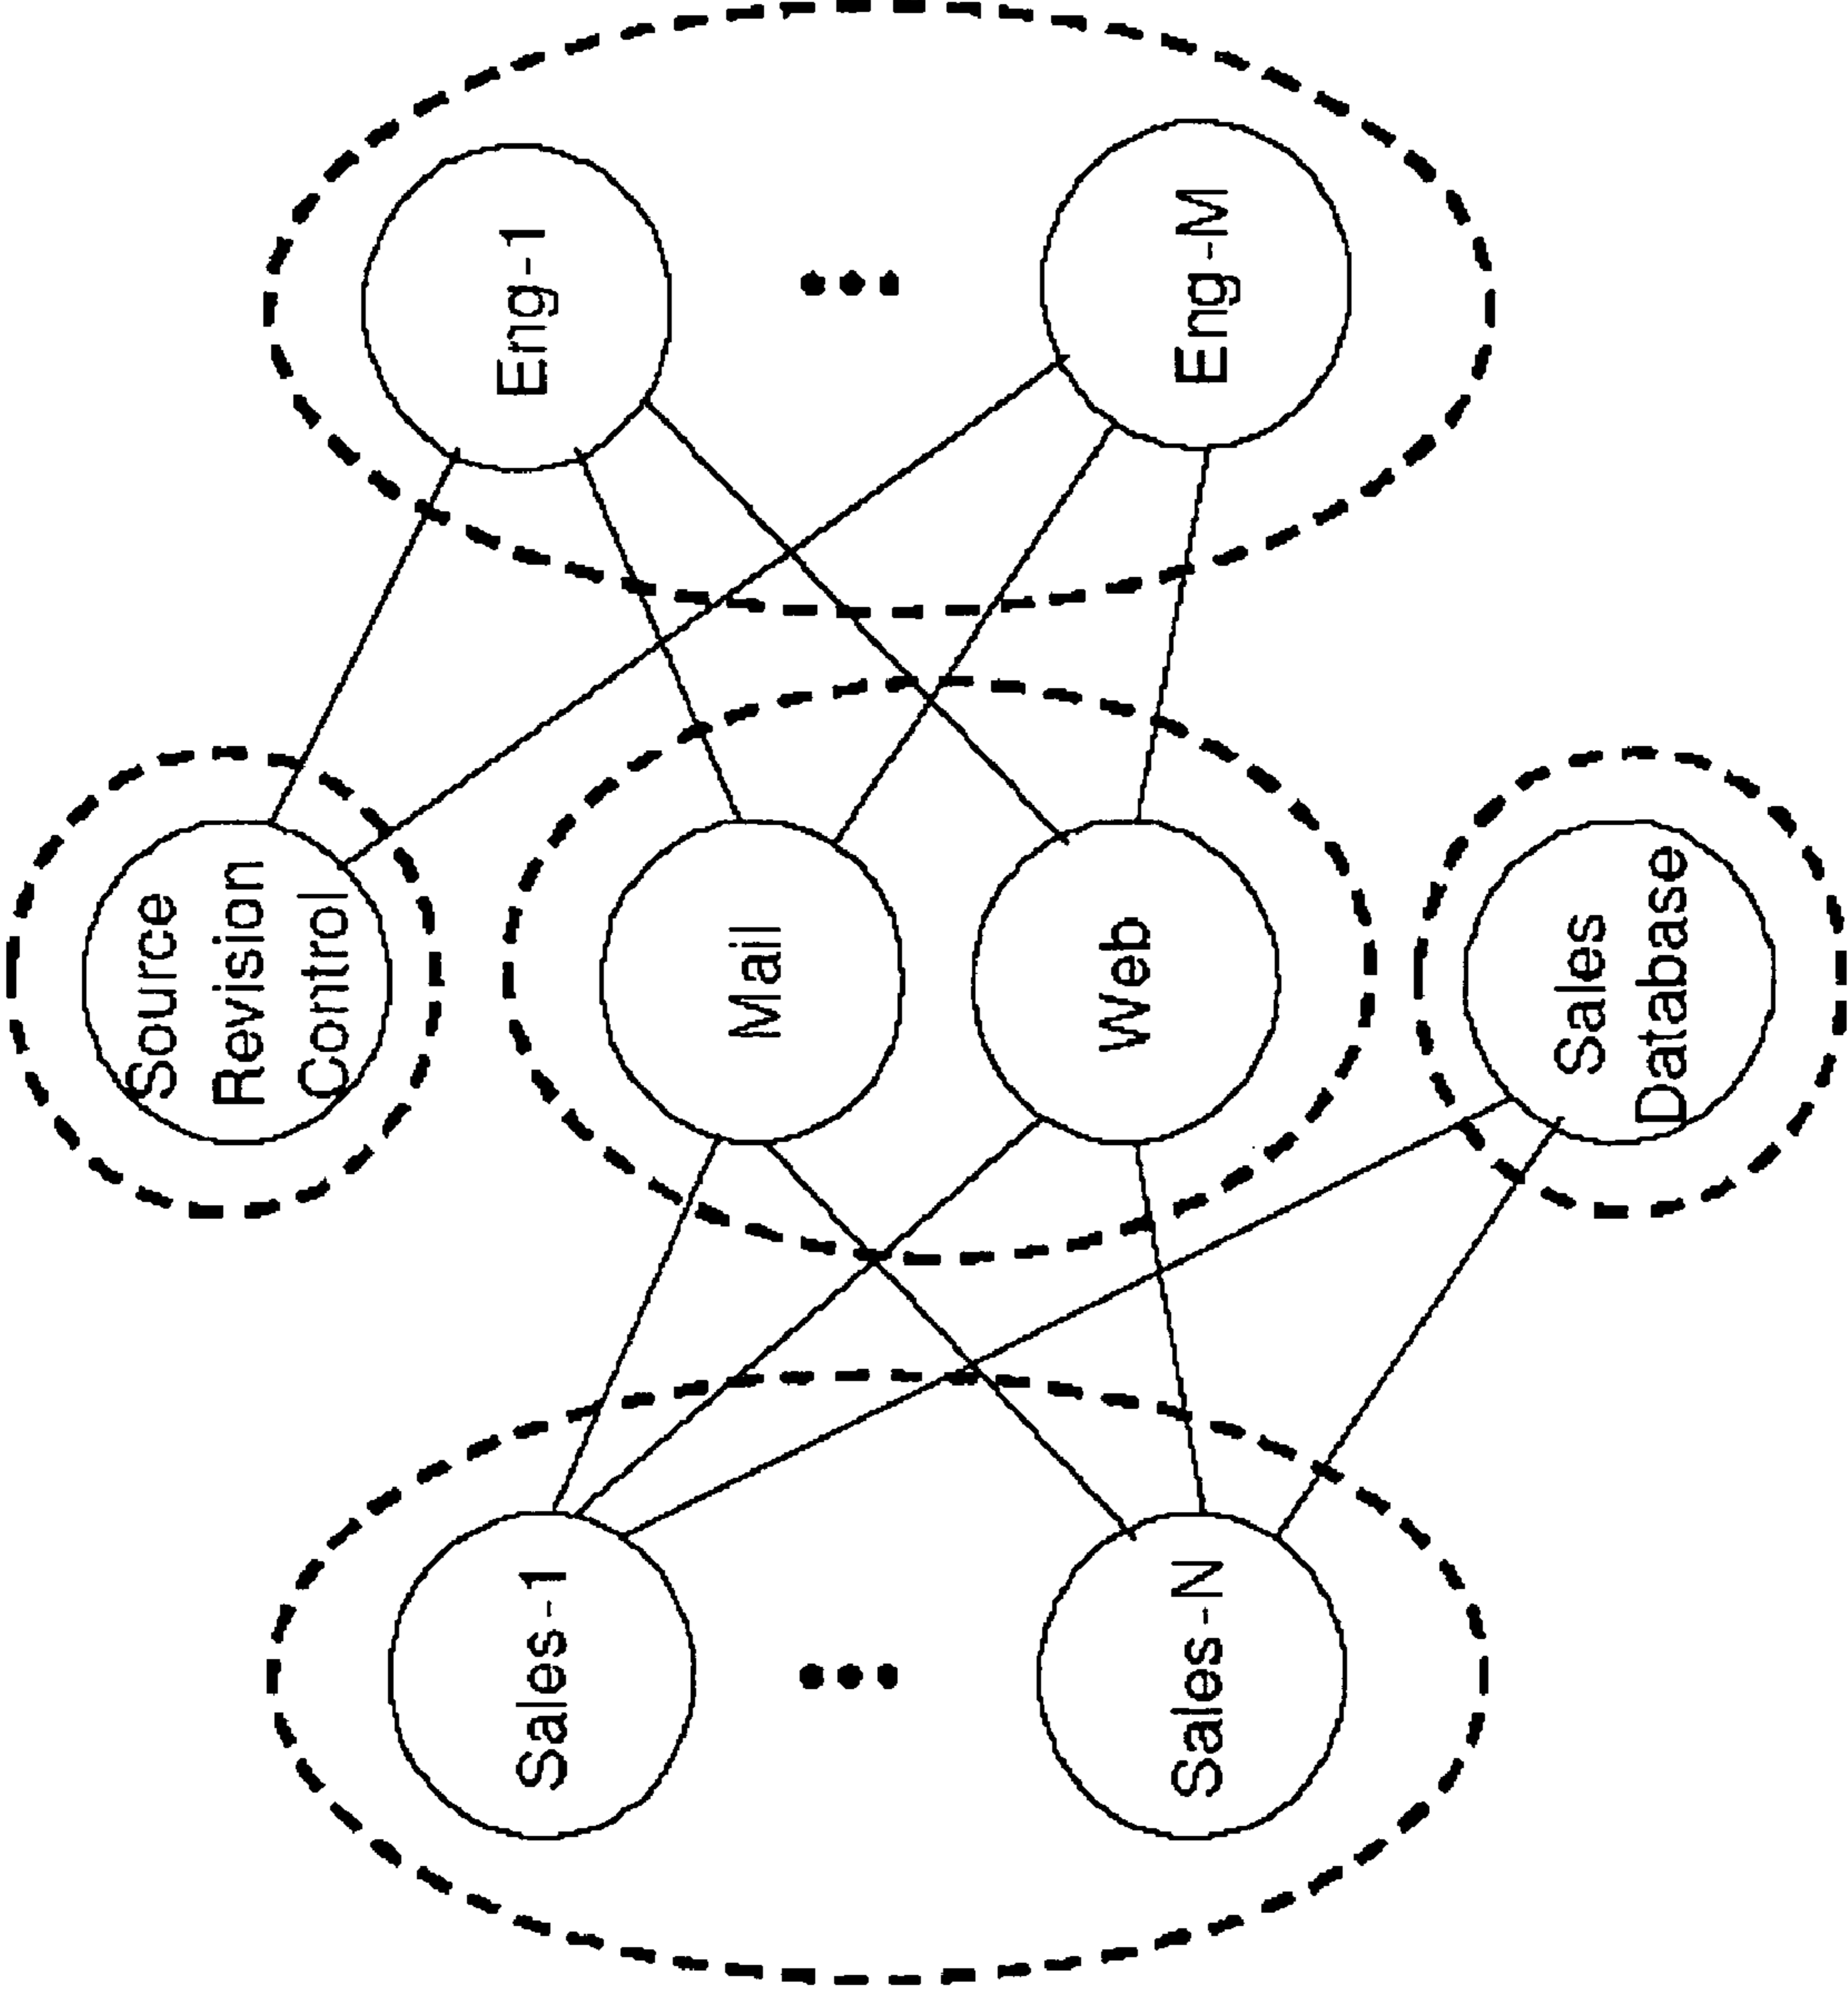 Source
Revision
Control
Sales-1
Mail
Eng-1
•••
•••
Sales-N
Web
Eng-M
Sales
Database